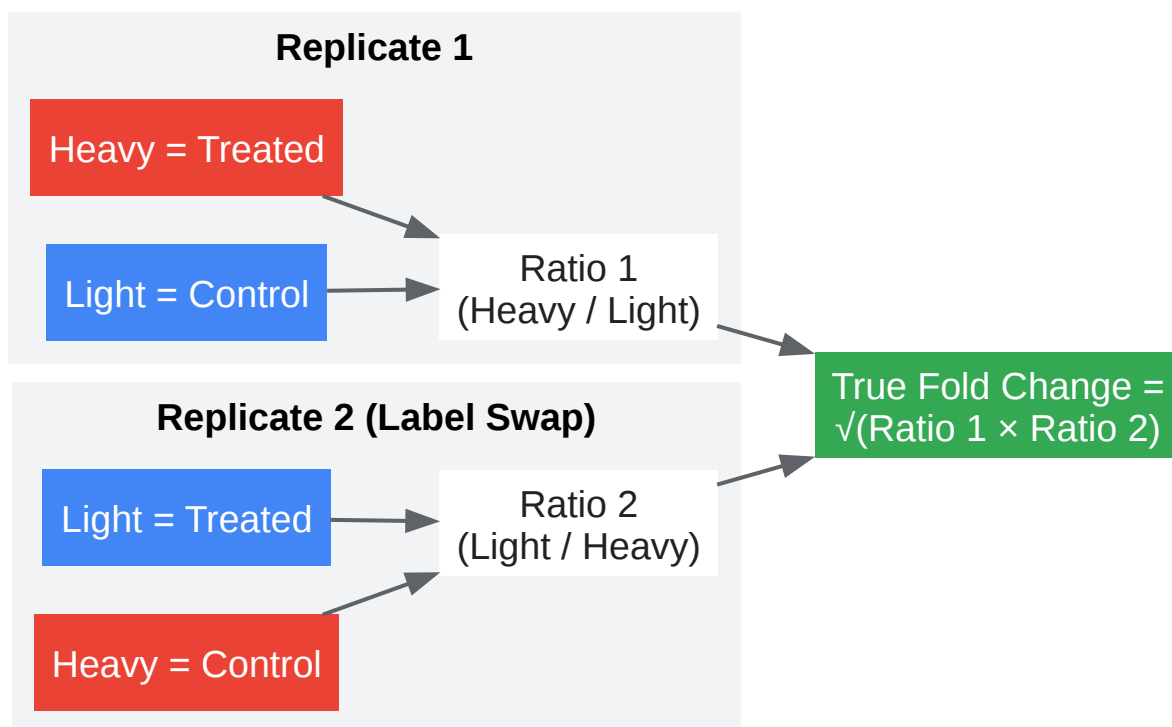 Replicate 1
Heavy = Treated
Light = Control
Ratio 1
(Heavy / Light)
True Fold Change =
√(Ratio 1 × Ratio 2)
Replicate 2 (Label Swap)
Light = Treated
Ratio 2
(Light / Heavy)
Heavy = Control